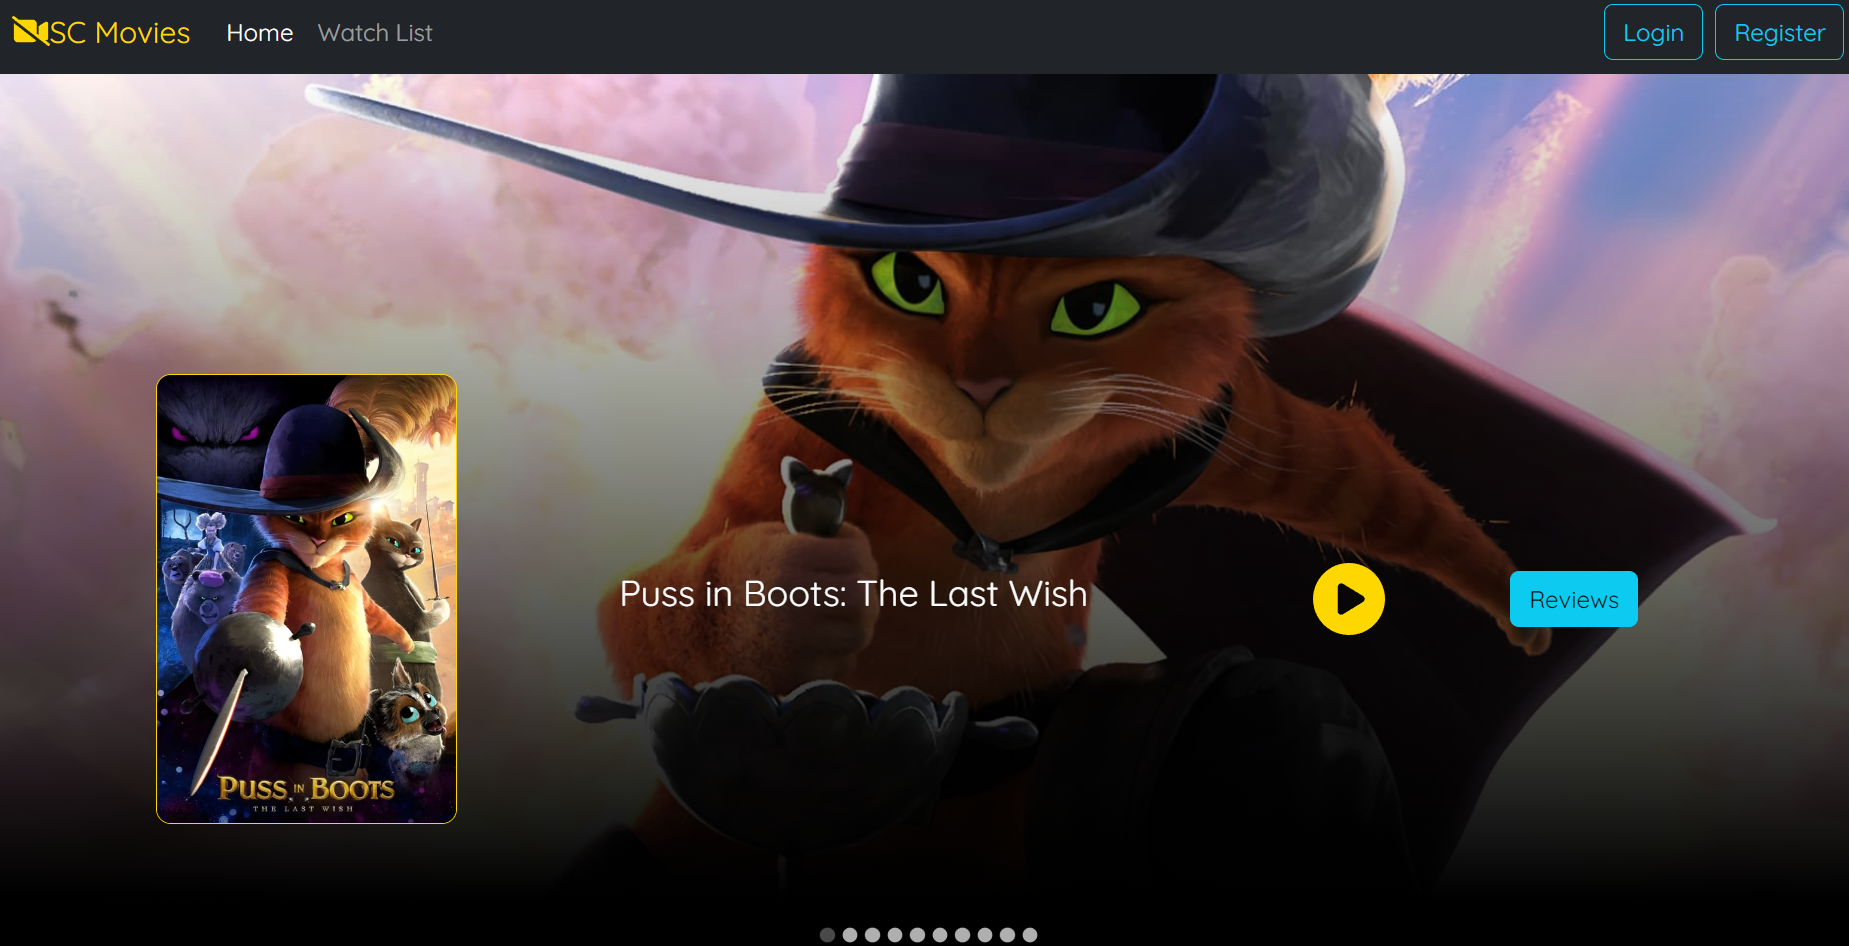 SC Movies
Home
Watch List
Login
Register
Puss in Boots: The Last Wish
Reviews
PUSS IN BOOTS
THE LAST WISH